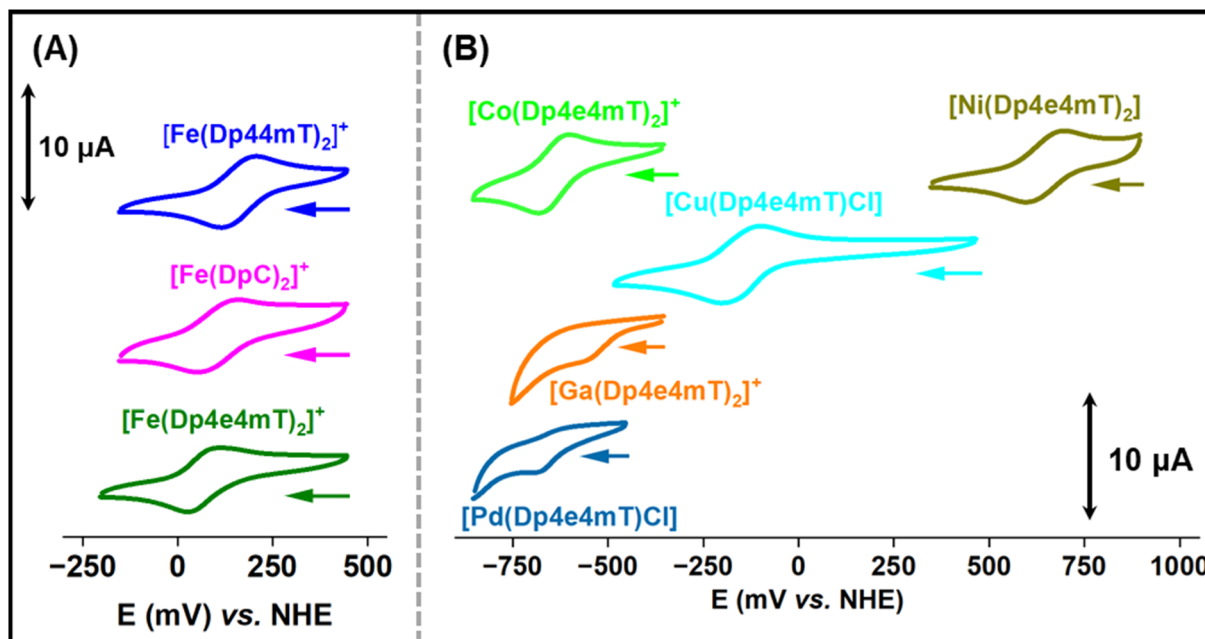 (A)
10 µA
[Fe(Dp44mT)₂]⁺
[Fe(DpC)₂]⁺
[Fe(Dp4e4mT)₂]⁺
−250 0 250 500
E (mV) vs. NHE
(B)
[Co(Dp4e4mT)₂]⁺
[Ni(Dp4e4mT)₂]
[Cu(Dp4e4mT)Cl]
[Ga(Dp4e4mT)₂]⁺
10 µA
[Pd(Dp4e4mT)Cl]
−750 −500 −250 0 250 500 750 1000
E (mV vs. NHE)